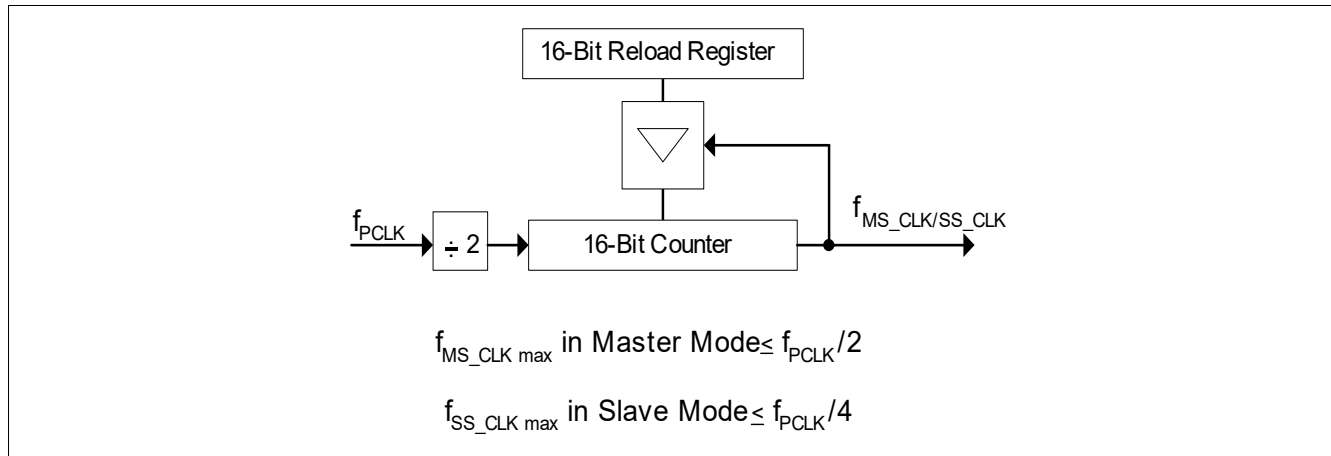 16-Bit Reload Register
f_PCLK
÷ 2
16-Bit Counter
f_MS_CLK/SS_CLK
f_MS_CLK max in Master Mode≤ f_PCLK/2
f_SS_CLK max in Slave Mode≤ f_PCLK/4